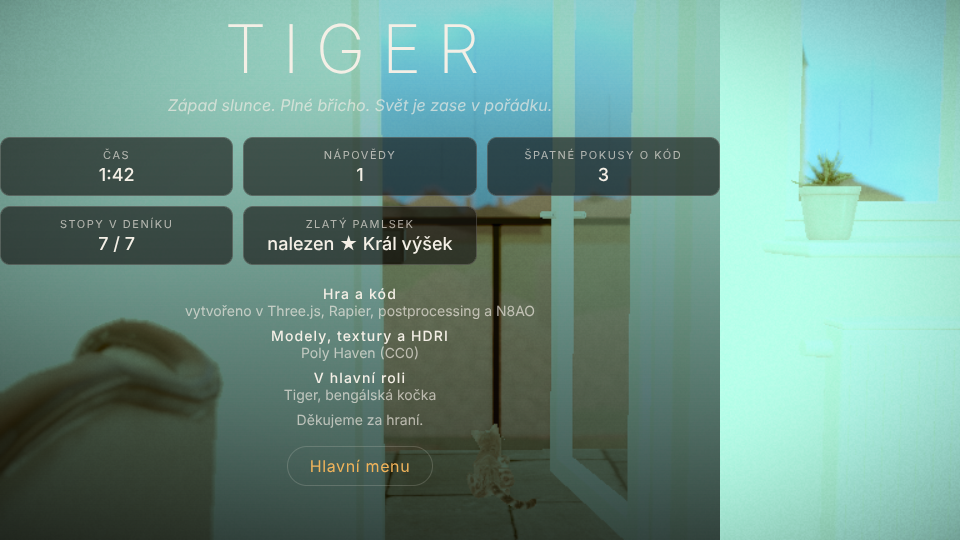 TIGER
Západ slunce. Plné břicho. Svět je zase v pořádku.
ČAS
1:42
NÁPOVĚDY
1
ŠPATNÉ POKUSY O KÓD
3
STOPY V DENÍKU
7 / 7
ZLATÝ PAMLSEK
nalezen ★ Král výšek
Hra a kód
vytvořeno v Three.js, Rapier, postprocessing a N8AO
Modely, textury a HDRI
Poly Haven (CC0)
V hlavní roli
Tiger, bengálská kočka
Děkujeme za hraní.
Hlavní menu